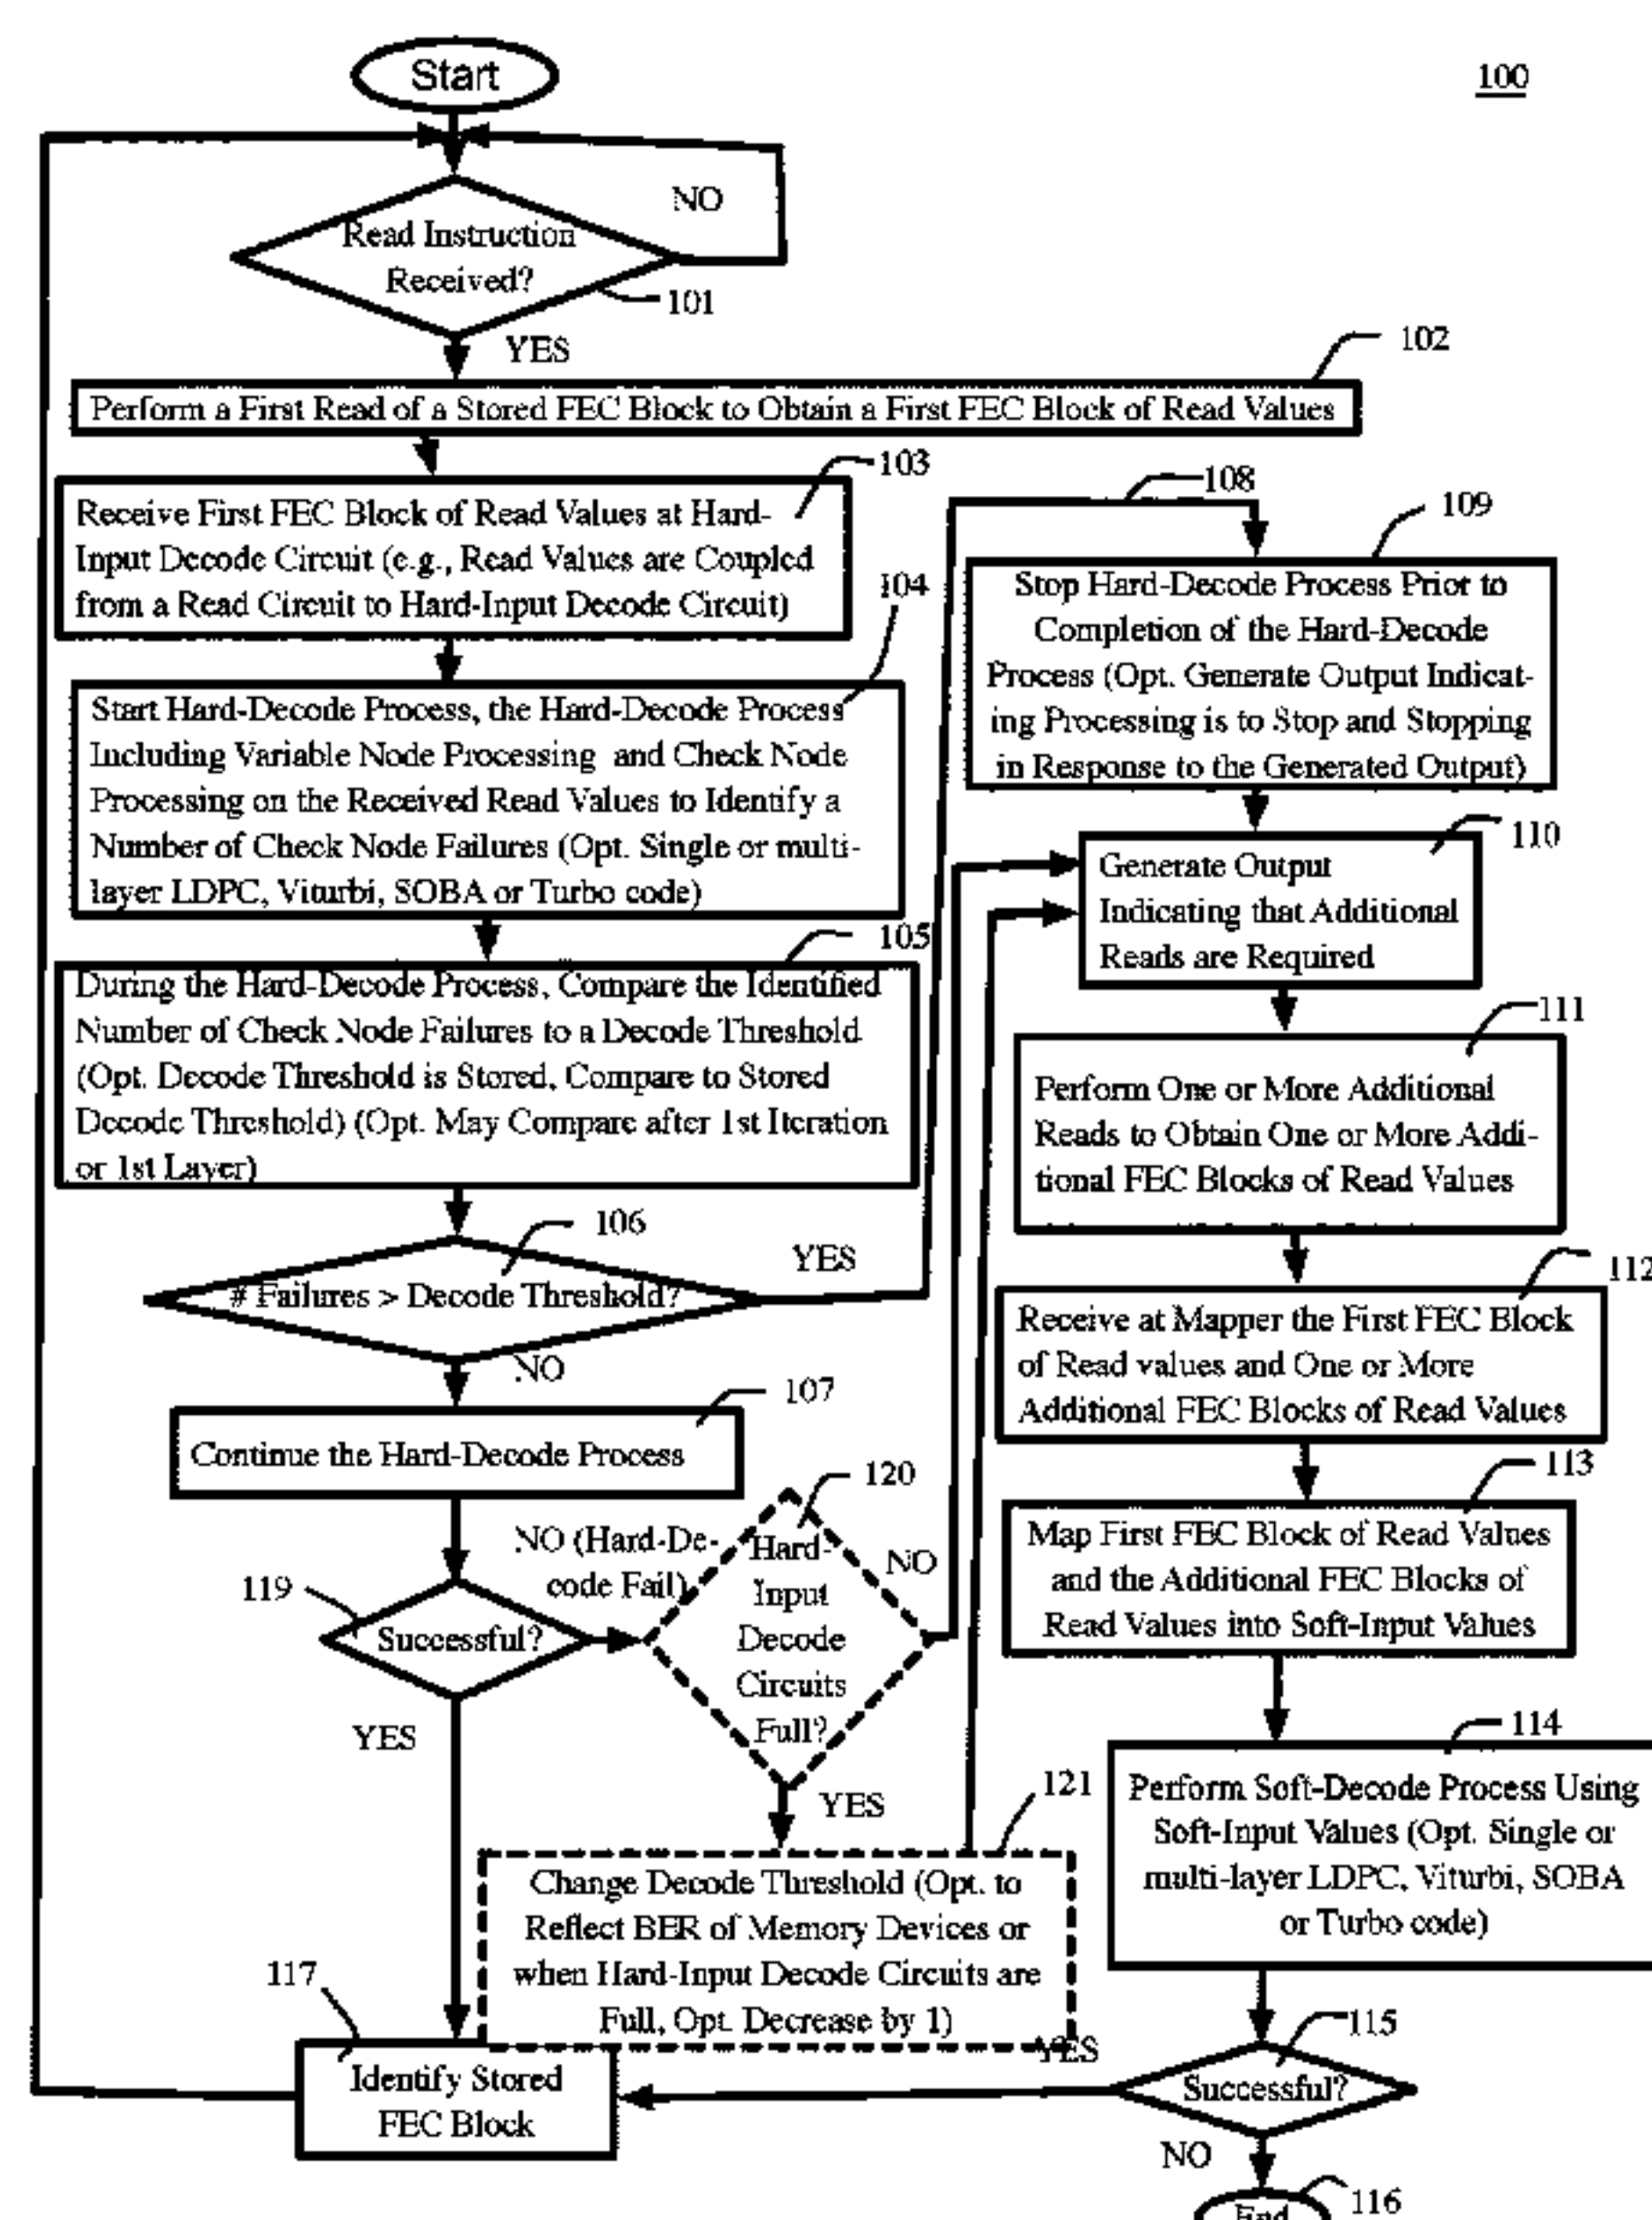 Start
100
NO
Read Instruction
Received?
101
YES
102
Perform a First Read of a Stored FEC Block to Obtain a First FEC Block of Read Values
103
Receive First FEC Block of Read Values at Hard-
Input Decode Circuit (e.g., Read Values are Coupled
from a Read Circuit to Hard-Input Decode Circuit)
104
Start Hard-Decode Process, the Hard-Decode Process
Including Variable Node Processing and Check Node
Processing on the Received Read Values to Identify a
Number of Check Node Failures (Opt. Single or multi-
layer LDPC, Viturbi, SOBA or Turbo code)
105
During the Hard-Decode Process, Compare the Identified
Number of Check Node Failures to a Decode Threshold
(Opt. Decode Threshold is Stored, Compare to Stored
Decode Threshold) (Opt. May Compare after 1st Iteration
or 1st Layer)
106
YES
# Failures > Decode Threshold?
NO
107
Continue the Hard-Decode Process
119
Successful?
NO (Hard-De-
code Fail)
YES
120
Hard-
Input
Decode
Circuits
Full?
NO
YES
121
Change Decode Threshold (Opt. to
Reflect BER of Memory Devices or
when Hard-Input Decode Circuits are
Full, Opt. Decrease by 1)
117
Identify Stored
FEC Block
108
109
Stop Hard-Decode Process Prior to
Completion of the Hard-Decode
Process (Opt. Generate Output Indicat-
ing Processing is to Stop and Stopping
in Response to the Generated Output)
110
Generate Output
Indicating that Additional
Reads are Required
111
Perform One or More Additional
Reads to Obtain One or More Addi-
tional FEC Blocks of Read Values
112
Receive at Mapper the First FEC Block
of Read values and One or More
Additional FEC Blocks of Read Values
113
Map First FEC Block of Read Values
and the Additional FEC Blocks of
Read Values into Soft-Input Values
114
Perform Soft-Decode Process Using
Soft-Input Values (Opt. Single or
multi-layer LDPC, Viturbi, SOBA
or Turbo code)
115
YES
Successful?
NO
116
End